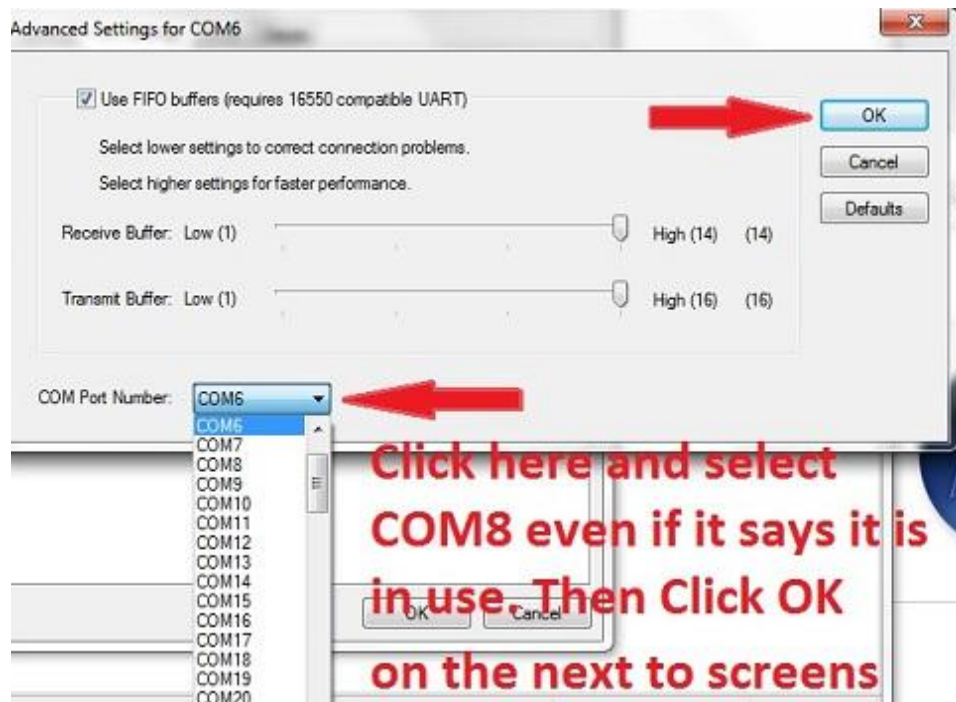 Advanced Settings for COM6
Use FIFO buffers (requires 16550 compatible UART)
OK
Select lower settings to correct connection problems.
Cancel
Select higher settings for faster performance.
Defaults
Receive Buffer: Low (1) High (14) (14)
Transmit Buffer: Low (1) High (16) (16)
COM Port Number: COM6
COM6
COM7
COM8
COM9
COM10
COM11
COM12
COM13
COM14
COM15
COM16
COM17
COM18
COM19
COM20
Click here and select
COM8 even if it says it is
in use. Then Click OK
on the next to screens
OK Cancel